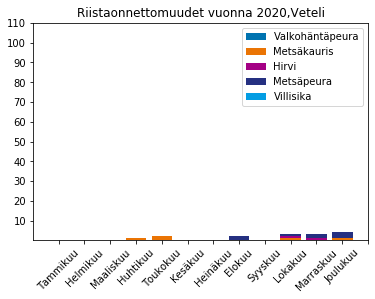 Riistaonnettomuudet vuonna 2020,Veteli
Valkohäntäpeura
Metsäkauris
Hirvi
Metsäpeura
Villisika
110
100
90
80
70
60
50
40
30
20
10
Tammikuu
Helmikuu
Maaliskuu
Huhtikuu
Toukokuu
Kesäkuu
Heinäkuu
Elokuu
Syyskuu
Lokakuu
Marraskuu
Joulukuu